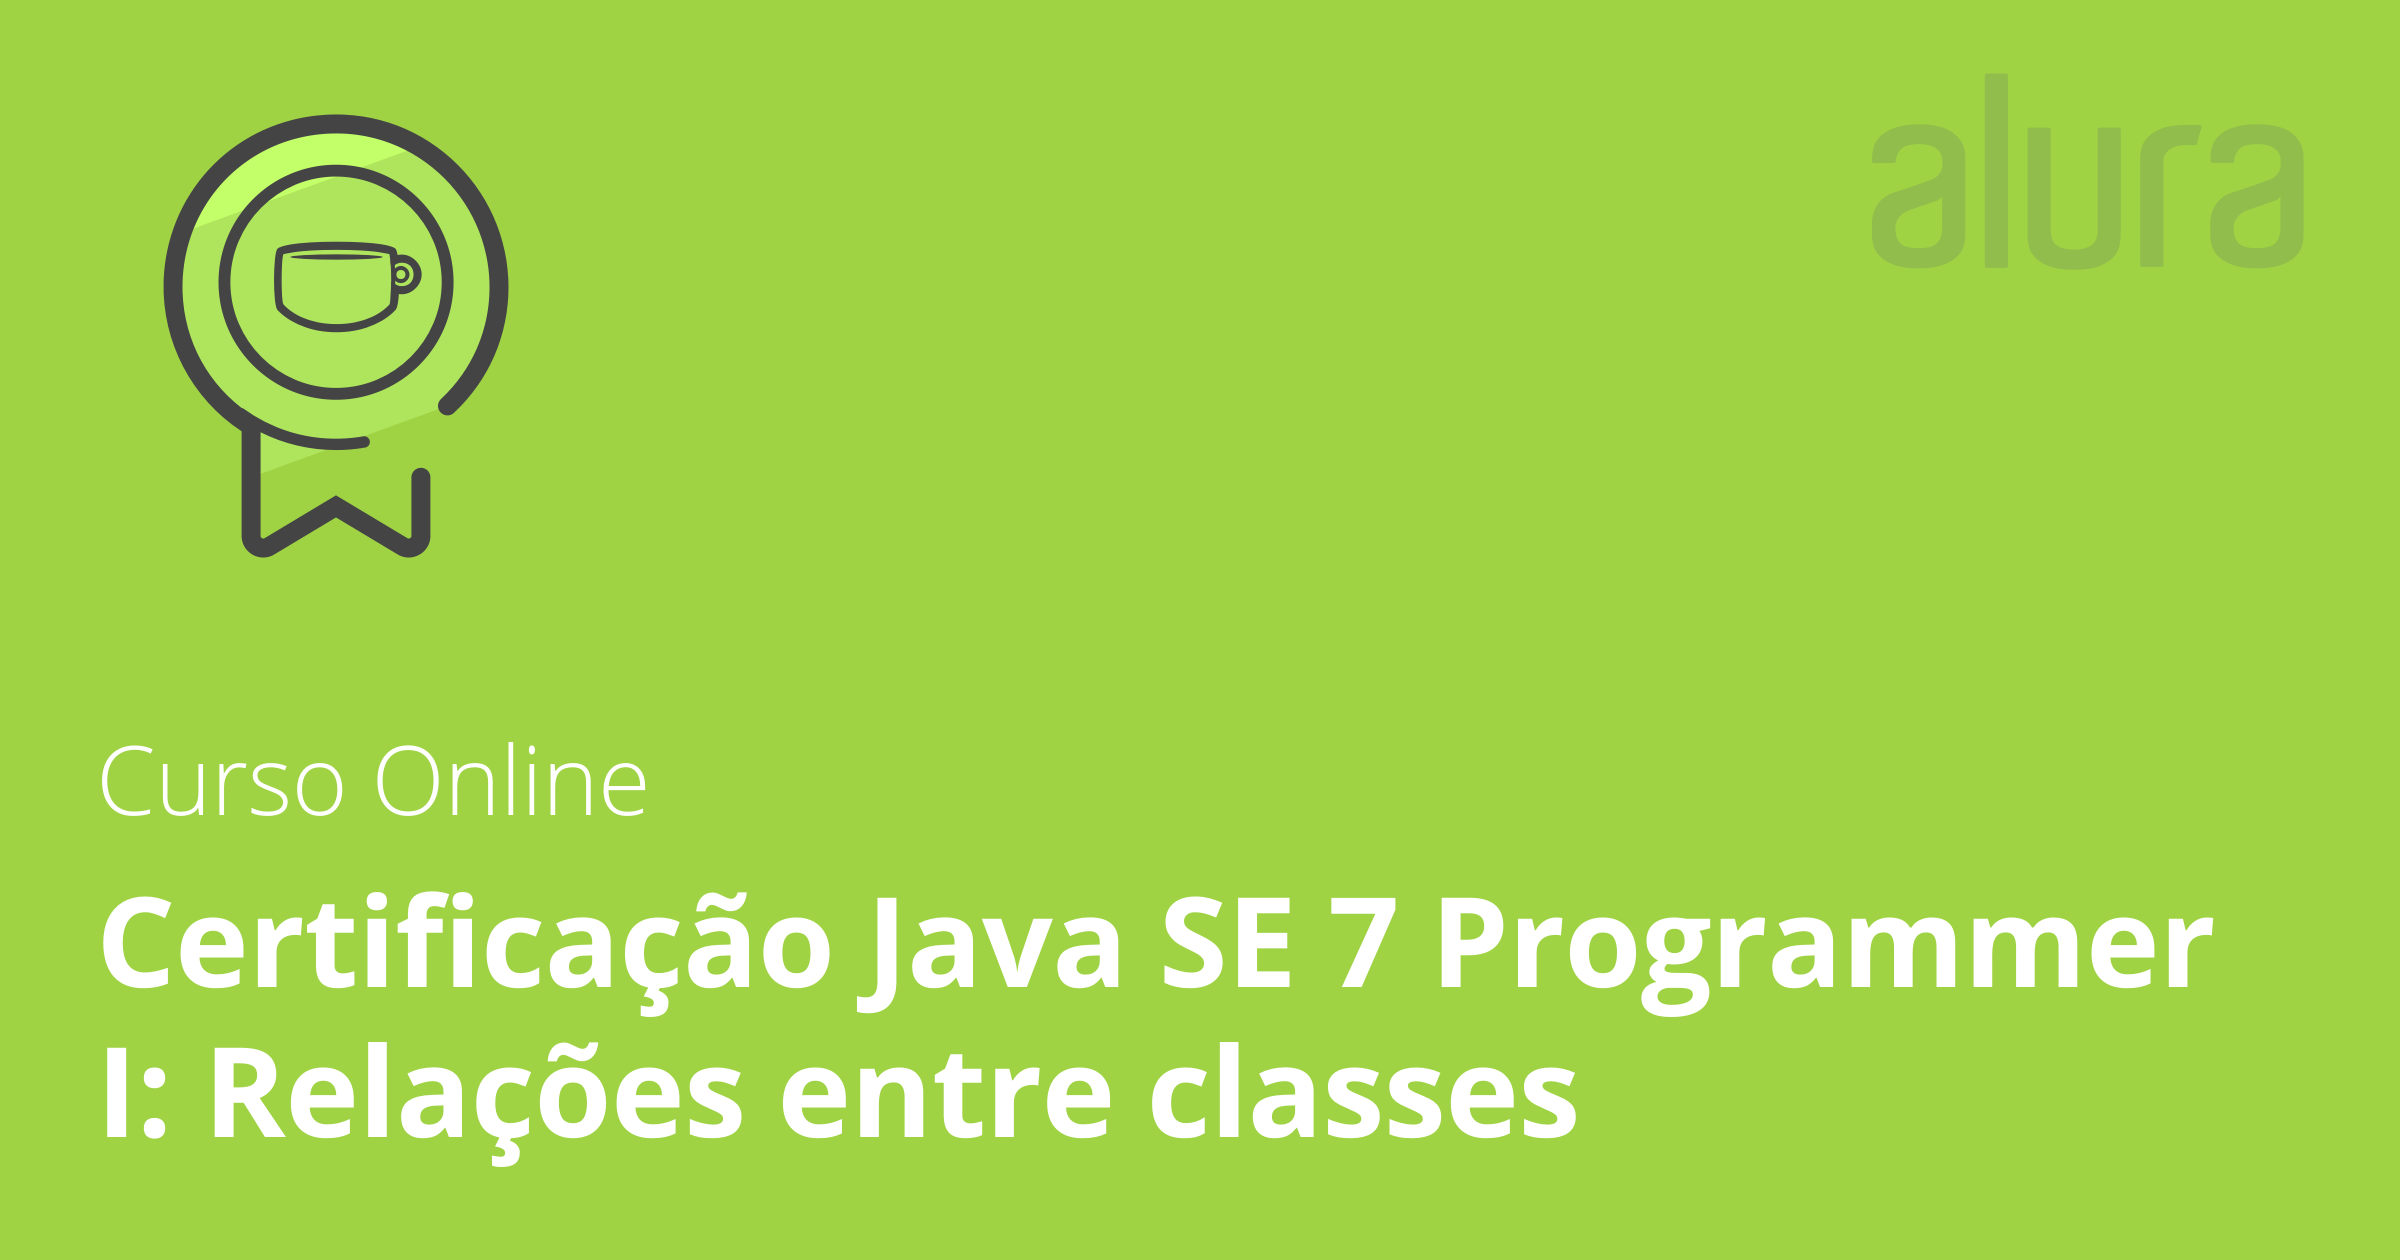 alura
Curso Online
Certificação Java SE 7 Programmer
I: Relações entre classes